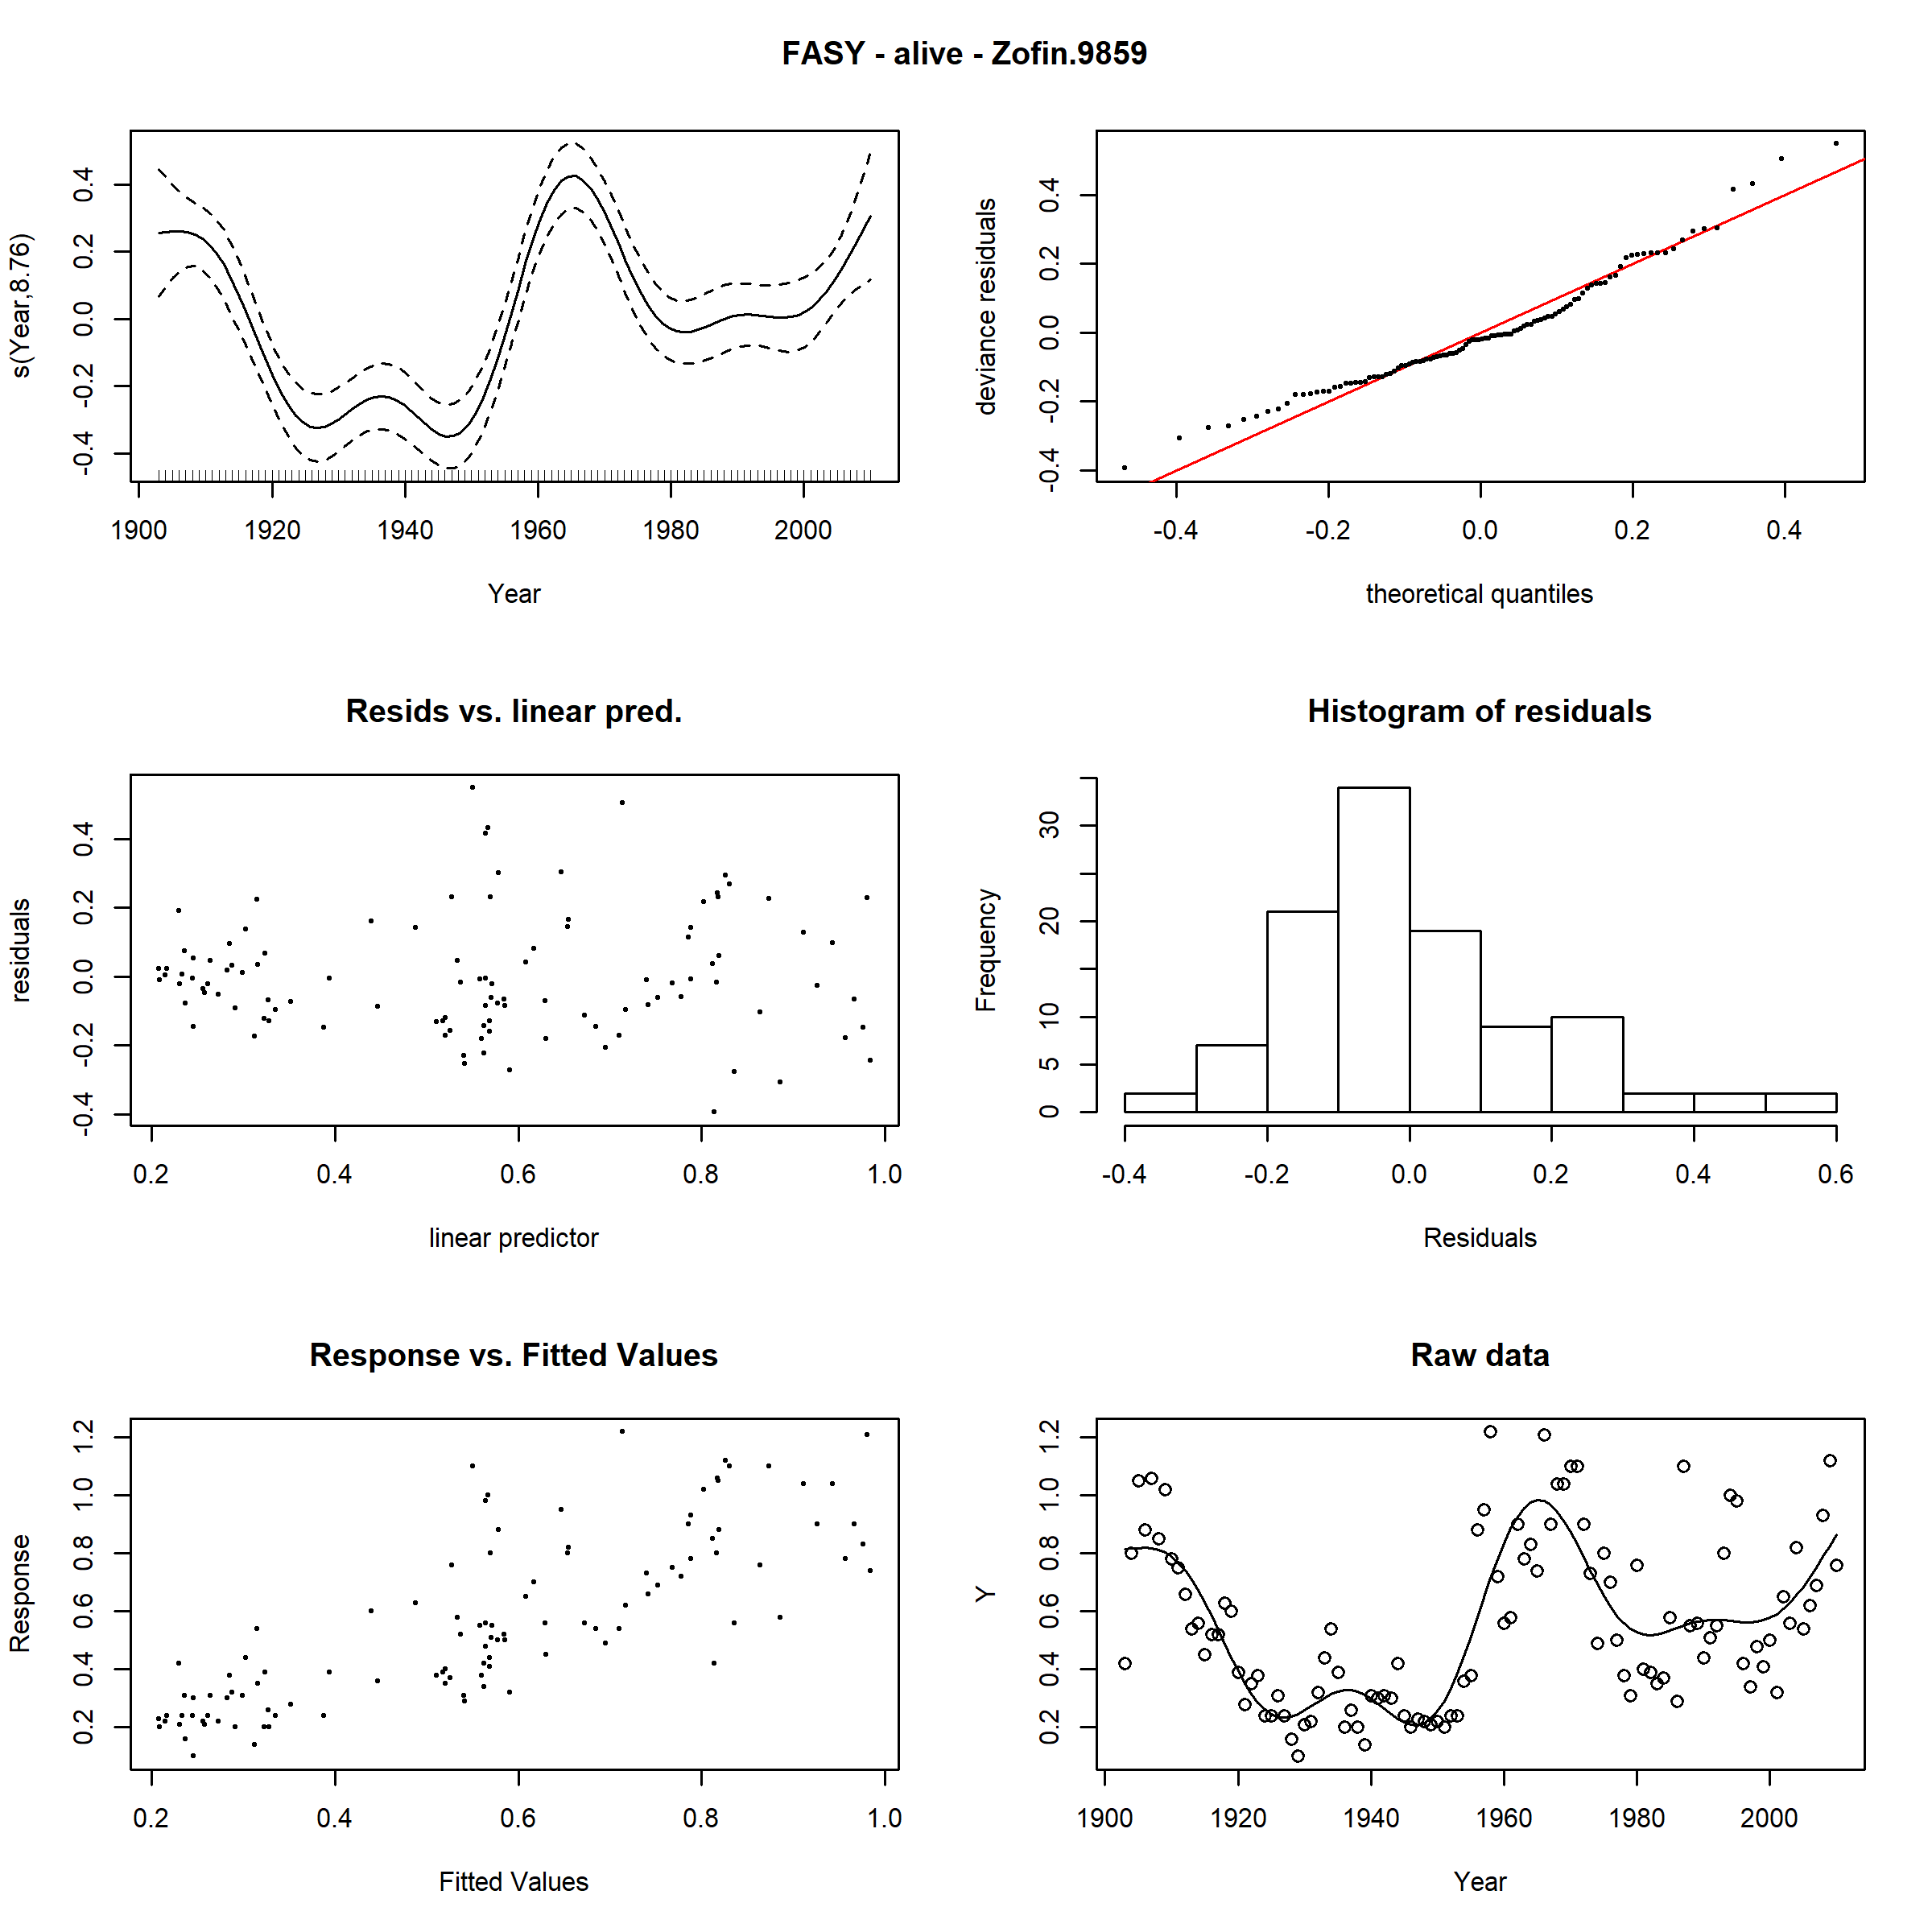 FASY - alive - Zofin.9859
s(Year,8.76)
-0.4 -0.2 0.0 0.2 0.4
1900 1920 1940 1960 1980 2000
Year
deviance residuals
-0.4 -0.2 0.0 0.2 0.4
-0.4 -0.2 0.0 0.2 0.4
theoretical quantiles
Resids vs. linear pred.
residuals
-0.4 -0.2 0.0 0.2 0.4
0.2 0.4 0.6 0.8 1.0
linear predictor
Histogram of residuals
Frequency
0 5 10 20 30
-0.4 -0.2 0.0 0.2 0.4 0.6
Residuals
Response vs. Fitted Values
Response
0.2 0.4 0.6 0.8 1.0 1.2
0.2 0.4 0.6 0.8 1.0
Fitted Values
Raw data
Y
0.2 0.4 0.6 0.8 1.0 1.2
1900 1920 1940 1960 1980 2000
Year